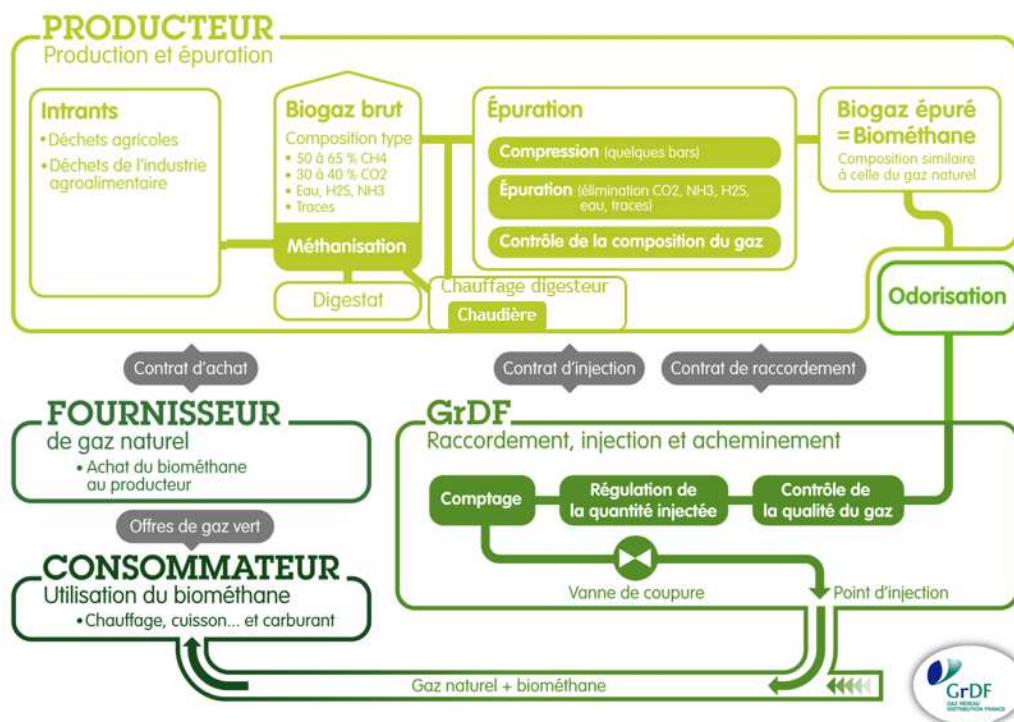 PRODUCTEUR
Production et épuration
Intrants
• Déchets agricoles
• Déchets de l'industrie
agroalimentaire
Biogaz brut
Composition type
• 50 à 65 % CH4
• 30 à 40 % CO2
• Eau, H2S, NH3
• Traces
Méthanisation
Digestat
Chauffage digesteur
Chaudière
Épuration
Compression (quelques bars)
Épuration (élimination CO2, NH3, H2S,
eau, traces)
Contrôle de la composition du gaz
Biogaz épuré
= Biométhane
Composition similaire
à celle du gaz naturel
Odorisation
Contrat d'achat
Contrat d'injection
Contrat de raccordement
FOURNISSEUR
de gaz naturel
• Achat du biométhane
au producteur
Offres de gaz vert
CONSOMMATEUR
Utilisation du biométhane
• Chauffage, cuisson... et carburant
GrDF
Raccordement, injection et acheminement
Comptage
Régulation de
la quantité injectée
Contrôle de
la qualité du gaz
Vanne de coupure
Point d'injection
Gaz naturel + biométhane
GrDF
GAZ RÉSEAU
DISTRIBUTION FRANCE